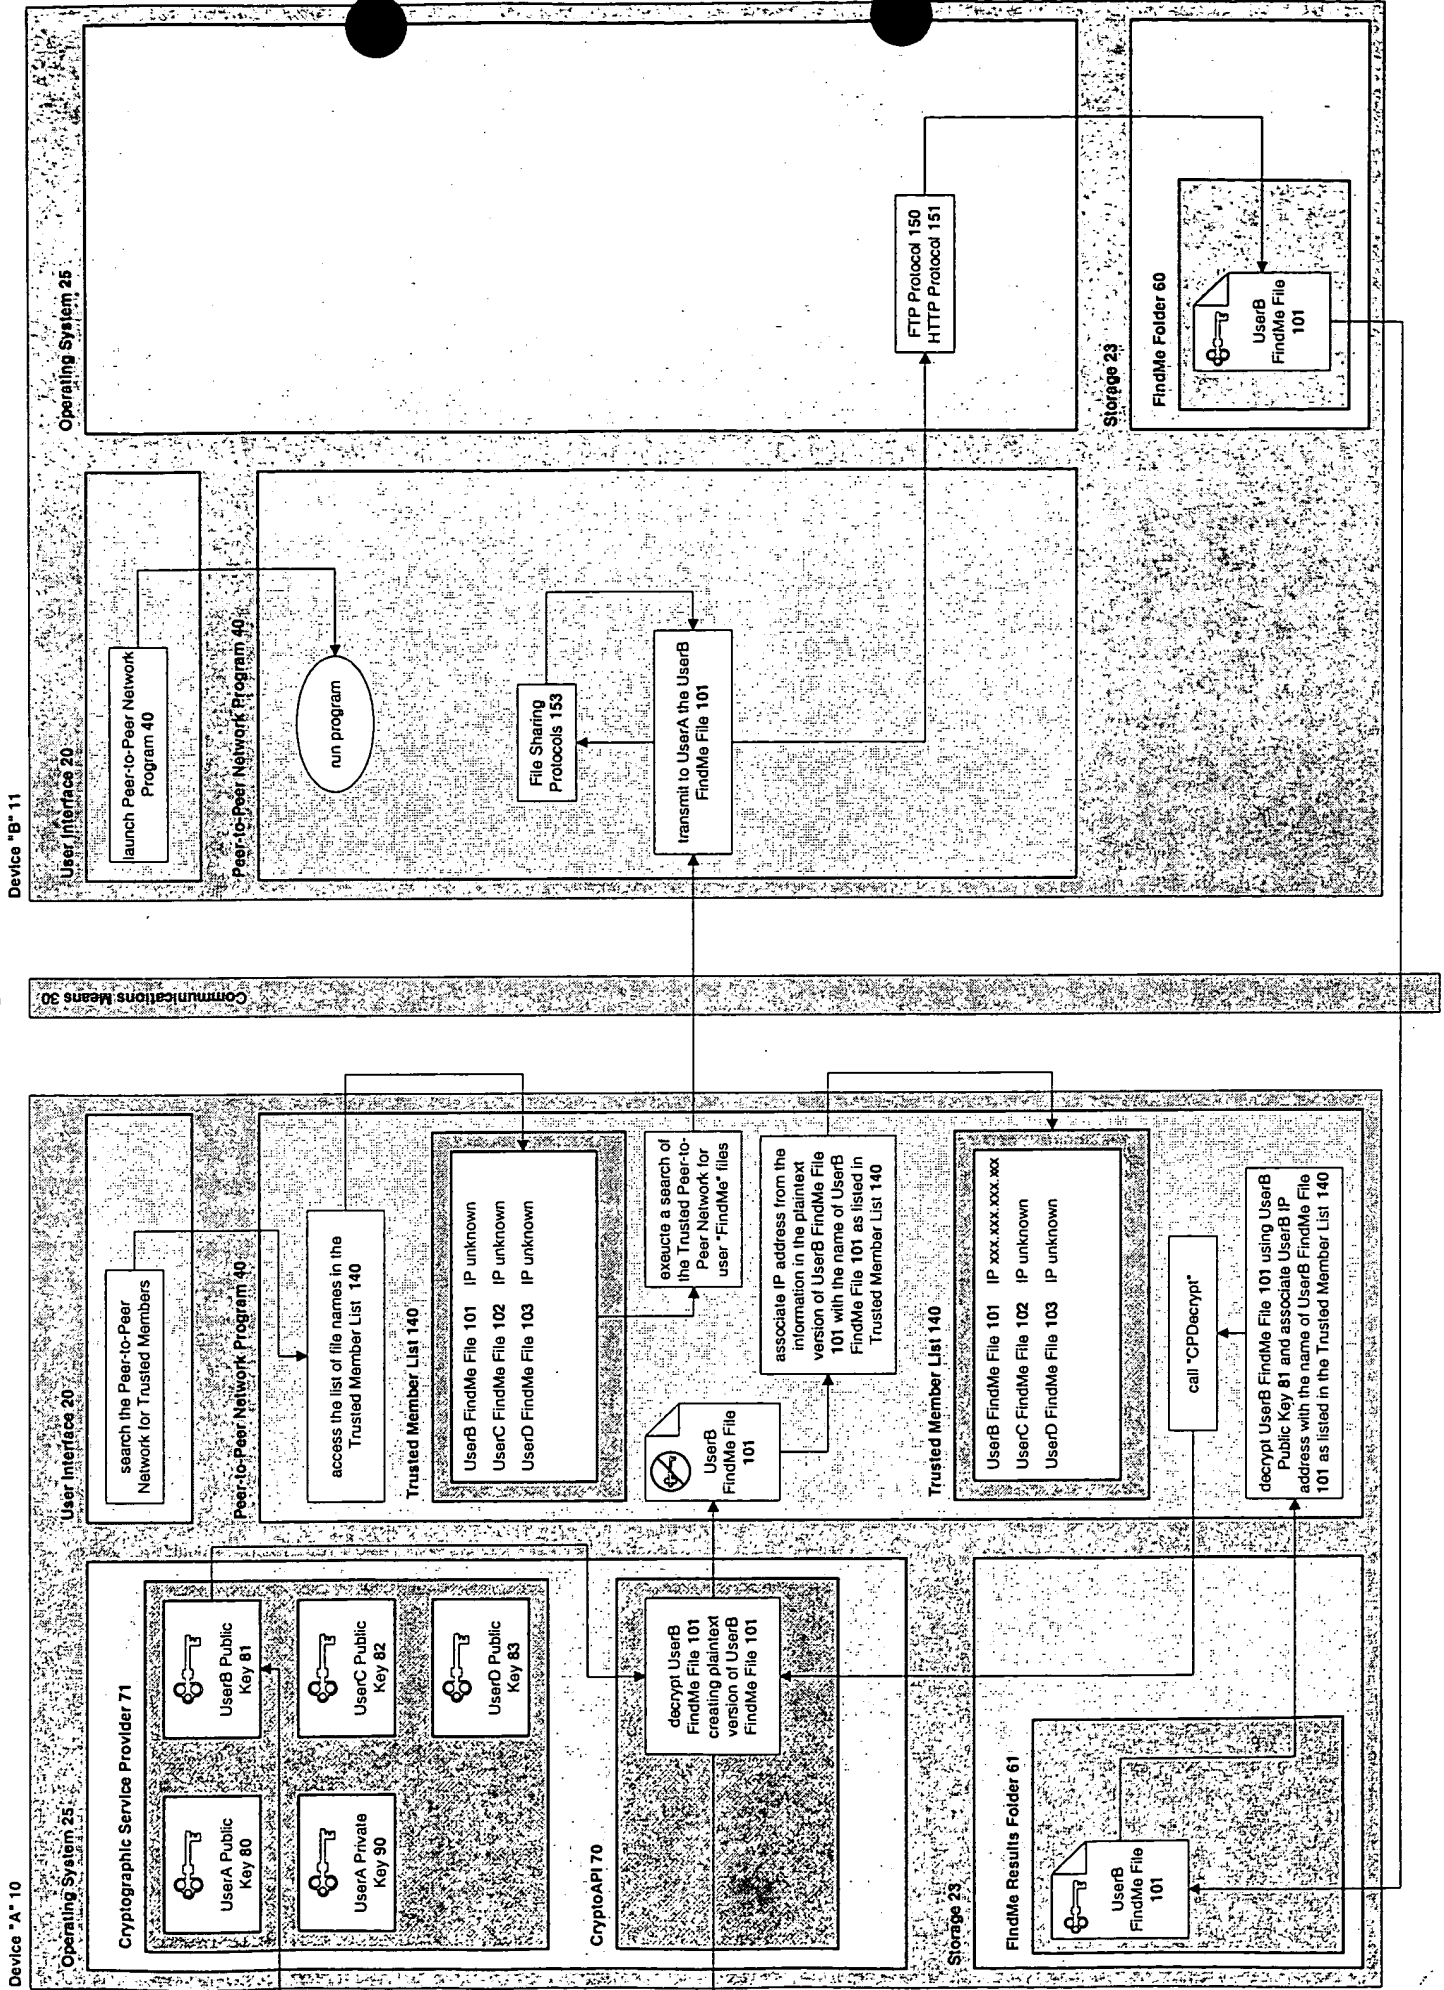 Device "A" 10
Operating System 25
Cryptographic Service Provider 71
UserA Public
Key 80
UserB Public
Key 81
UserA Private
Key 90
UserC Public
Key 82
UserD Public
Key 83
CryptoAPI 70
decrypt UserB
FindMe File 101
creating plaintext
version of UserB
FindMe File 101
Storage 23
FindMe Results Folder 61
UserB
FindMe File
101
User Interface 20
search the Peer-to-Peer
Network for Trusted Members
Peer-to-Peer Network Program 40
access the list of file names in the
Trusted Member List 140
Trusted Member List 140
UserB FindMe File 101 IP unknown
UserC FindMe File 102 IP unknown
UserD FindMe File 103 IP unknown
exeucte a search of
the Trusted Peer-to-
Peer Network for
user "FindMe" files
UserB
FindMe File
101
associate IP address from the
information in the plaintext
version of UserB FindMe File
101 with the name of UserB
FindMe File 101 as listed in
Trusted Member List 140
Trusted Member List 140
UserB FindMe File 101 IP xxx.xxx.xxx.xxx
UserC FindMe File 102 IP unknown
UserD FindMe File 103 IP unknown
call "CPDecrypt"
decrypt UserB FindMe File 101 using UserB
Public Key 81 and associate UserB IP
address with the name of UserB FindMe File
101 as listed in the Trusted Member List 140
Communications Means 30
Device "B" 11
User Interface 20
launch Peer-to-Peer Network
Program 40
Peer-to-Peer Network Program 40
run program
File Sharing
Protocols 153
transmit to UserA the UserB
FindMe File 101
Operating System 25
FTP Protocol 150
HTTP Protocol 151
Storage 23
FindMe Folder 60
UserB
FindMe File
101